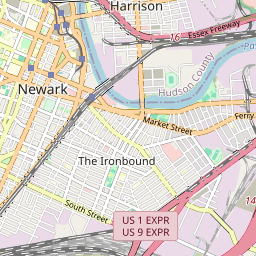 Harrison
16
Essex Freeway
Hudson County
Newark
Market Street
Ferry
The Ironbound
South Street
US 1 EXPR
US 9 EXPR
14